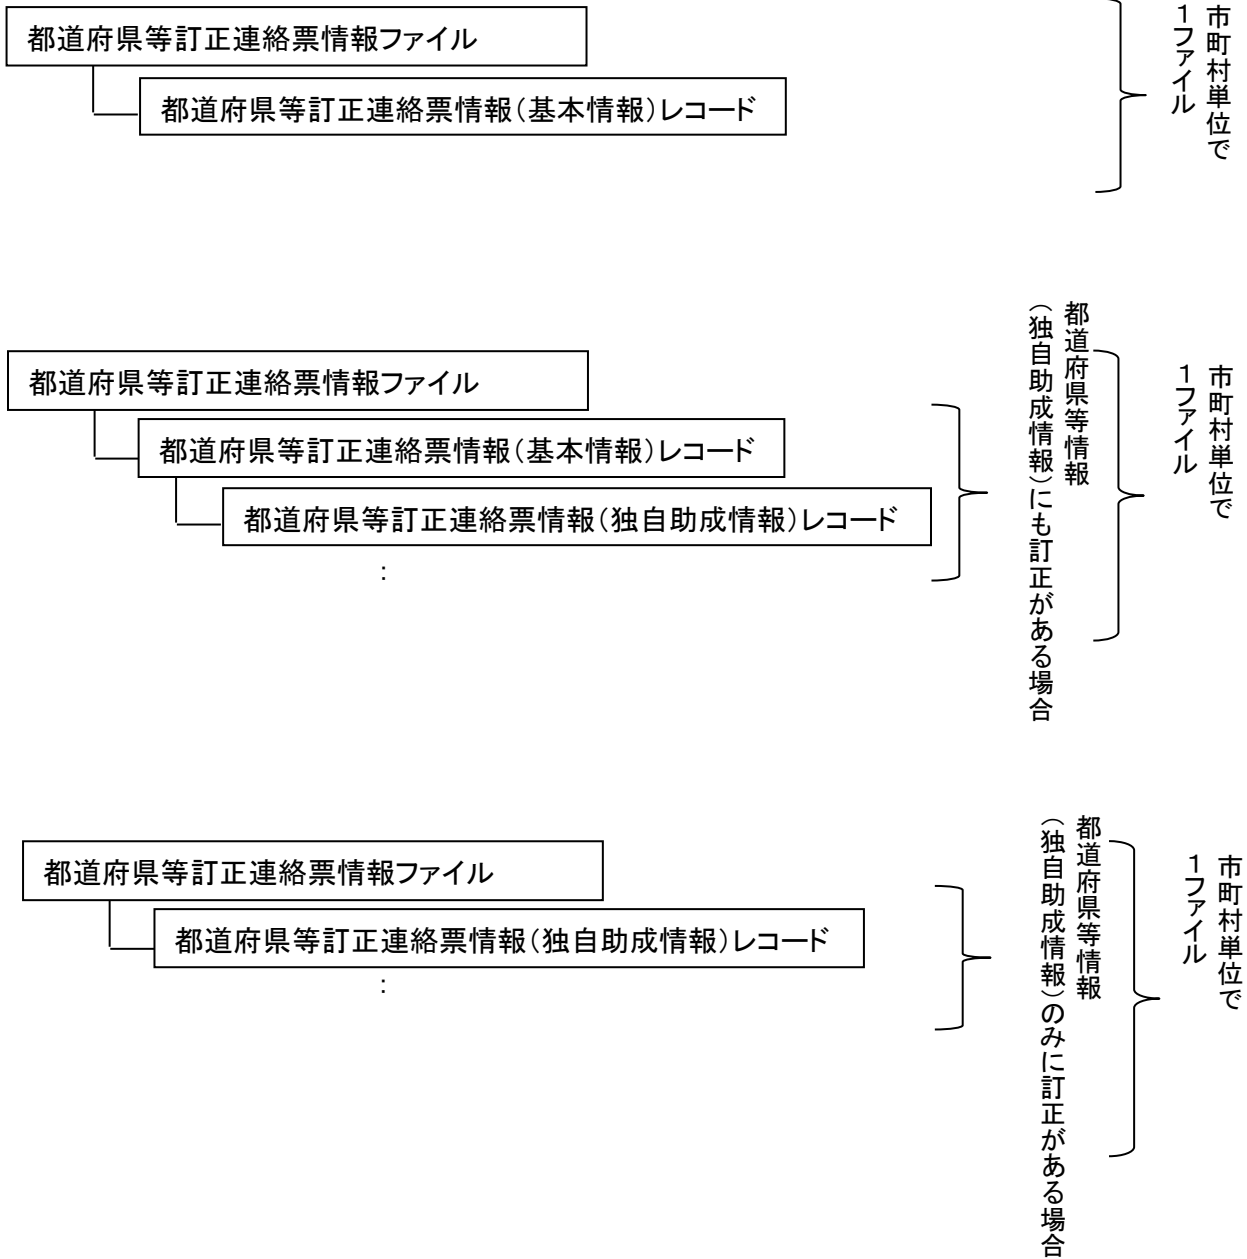 都道府県等訂正連絡票情報ファイル
都道府県等訂正連絡票情報（基本情報）レコード
市町村単位で
１ファイル
都道府県等訂正連絡票情報ファイル
都道府県等訂正連絡票情報（基本情報）レコード
都道府県等訂正連絡票情報（独自助成情報）レコード
：
都道府県等情報
（独自助成情報）にも訂正がある場合
市町村単位で
１ファイル
都道府県等訂正連絡票情報ファイル
都道府県等訂正連絡票情報（独自助成情報）レコード
：
都道府県等情報
（独自助成情報）のみに訂正がある場合
市町村単位で
１ファイル